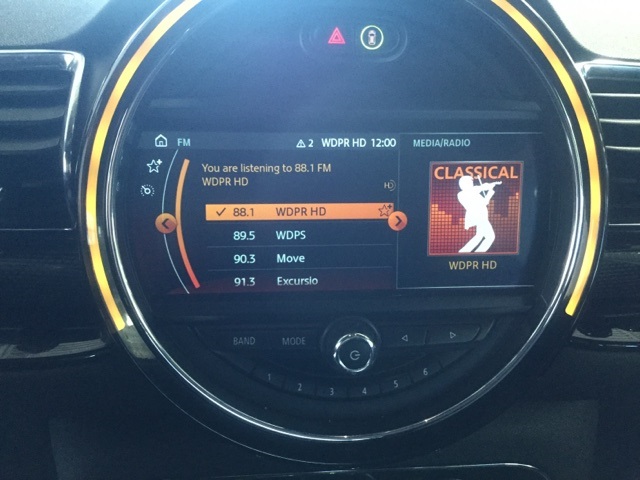 FM
2 WDPR HD 12:00
MEDIA/RADIO
You are listening to 88.1 FM
WDPR HD
HD
88.1 WDPR HD
89.5 WDPS
90.3 Move
91.3 Excursio
CLASSICAL
WDPR HD
BAND MODE
1 2 3 4 5 6